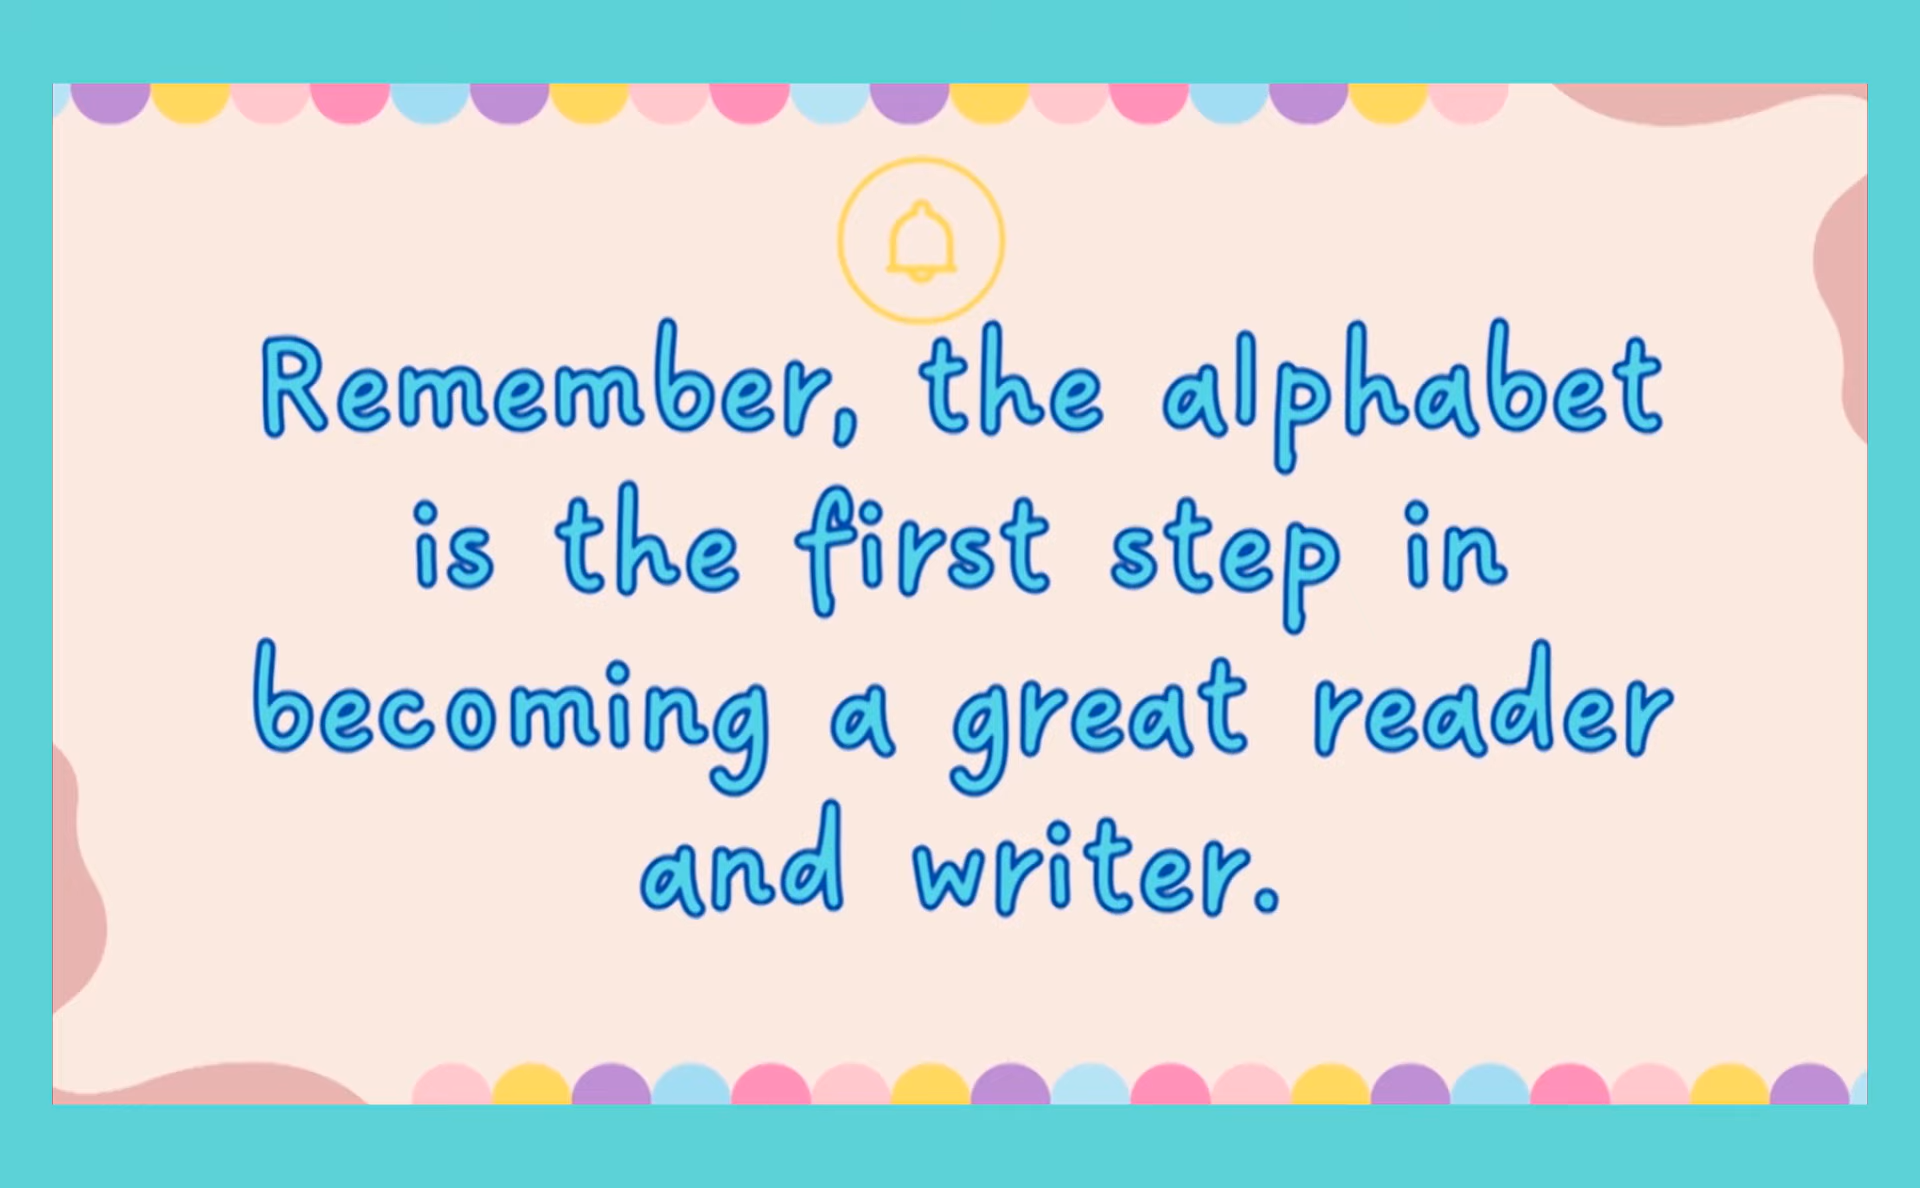 Remember, the alphabet
is the first step in
becoming a great reader
and writer.